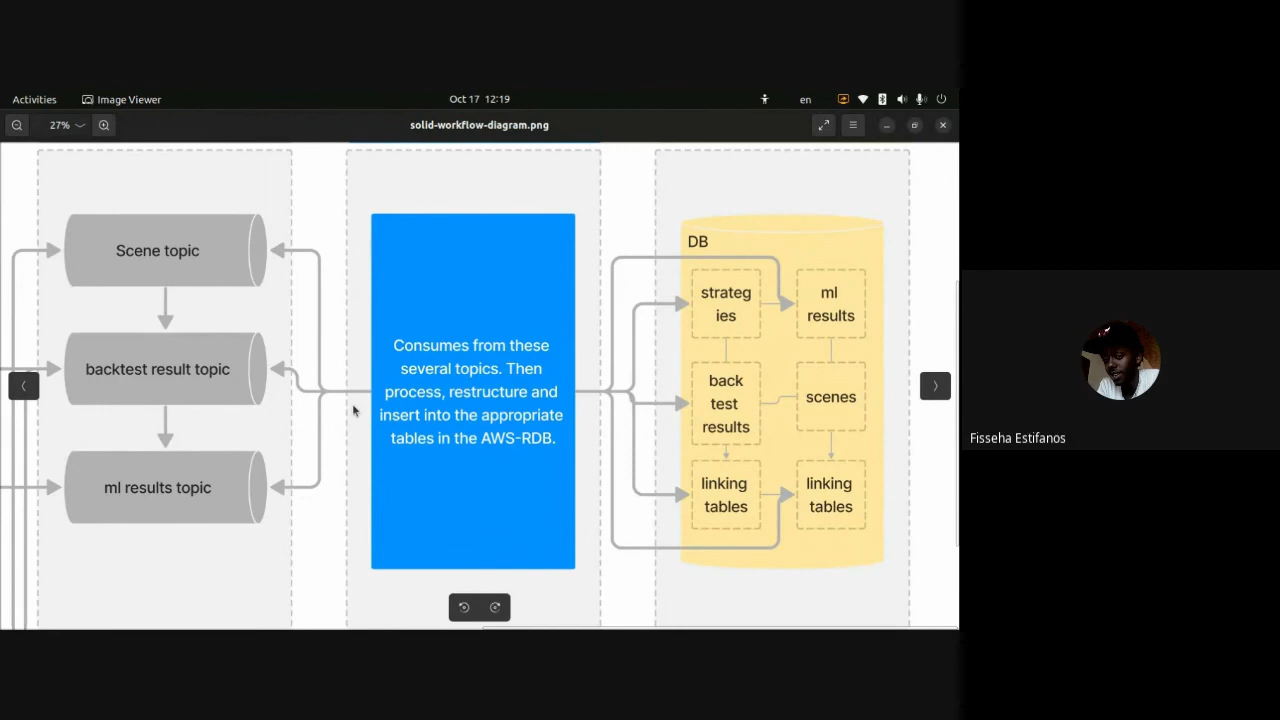 Activities
Image Viewer
Oct 17 12:19
en
27%
solid-workflow-diagram.png
Scene topic
backtest result topic
ml results topic
Consumes from these
several topics. Then
process, restructure and
insert into the appropriate
tables in the AWS-RDB.
DB
strateg
ies
ml
results
back
test
results
scenes
linking
tables
linking
tables
Fisseha Estifanos